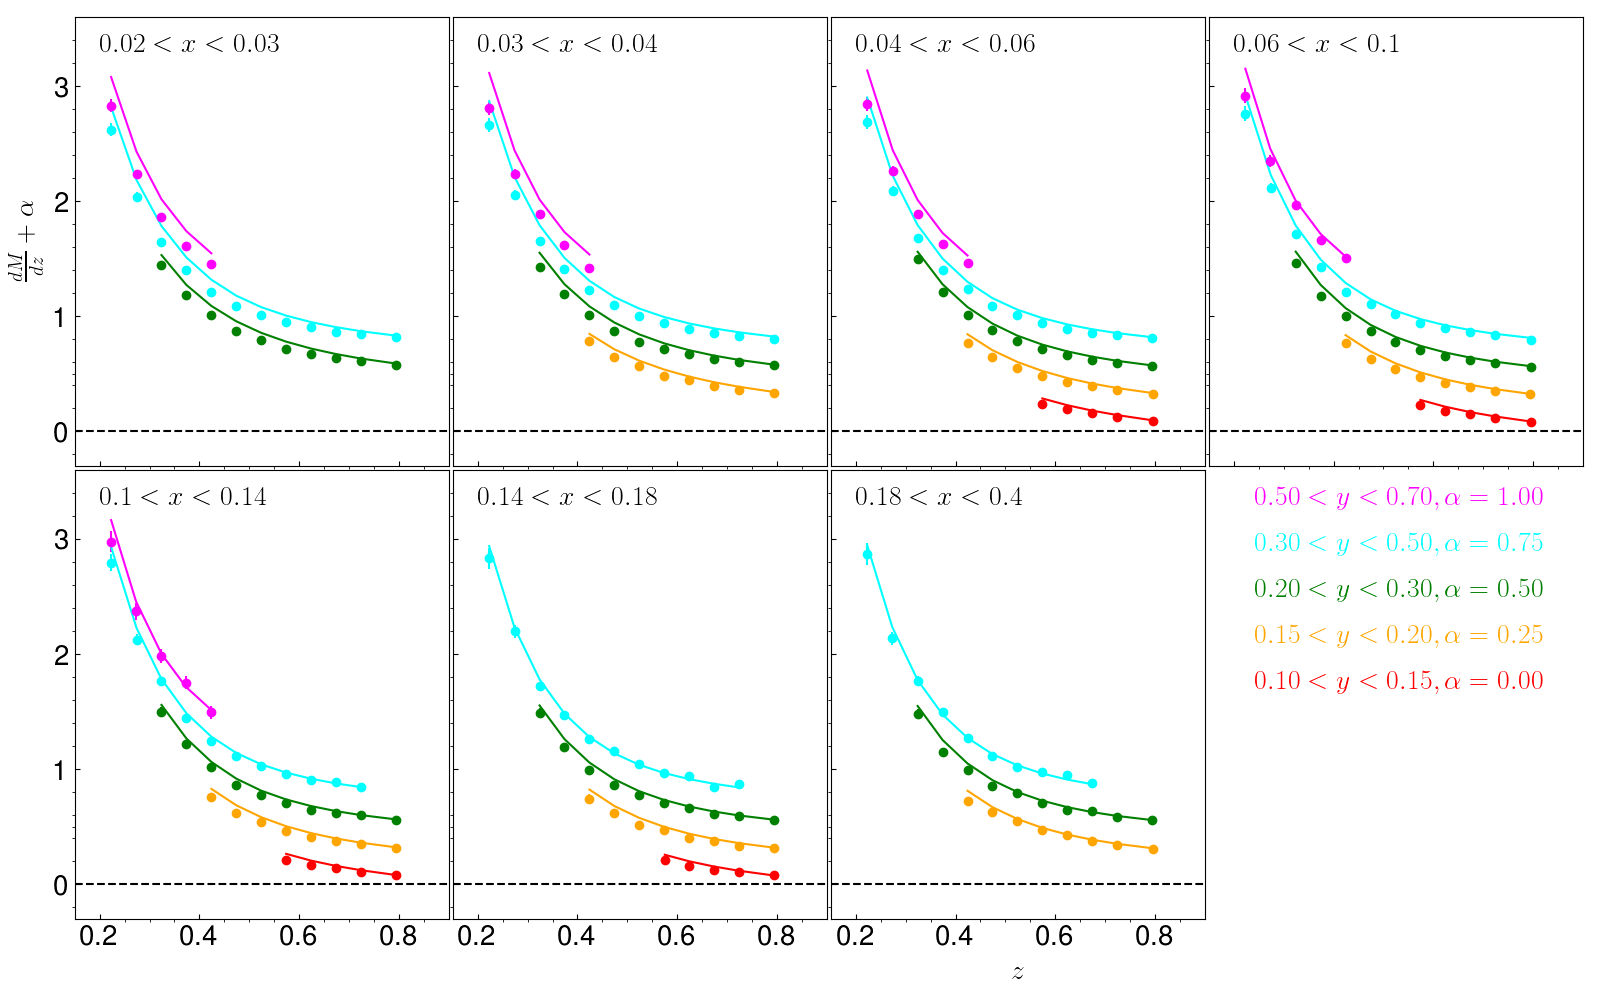 0.02 < x < 0.03
0.03 < x < 0.04
0.04 < x < 0.06
0.06 < x < 0.1
3
2
1
0
dM/dz + α
0.1 < x < 0.14
0.14 < x < 0.18
0.18 < x < 0.4
0.50 < y < 0.70, α = 1.00
0.30 < y < 0.50, α = 0.75
0.20 < y < 0.30, α = 0.50
0.15 < y < 0.20, α = 0.25
0.10 < y < 0.15, α = 0.00
3
2
1
0
0.2 0.4 0.6 0.8
0.2 0.4 0.6 0.8
0.2 0.4 0.6 0.8
z